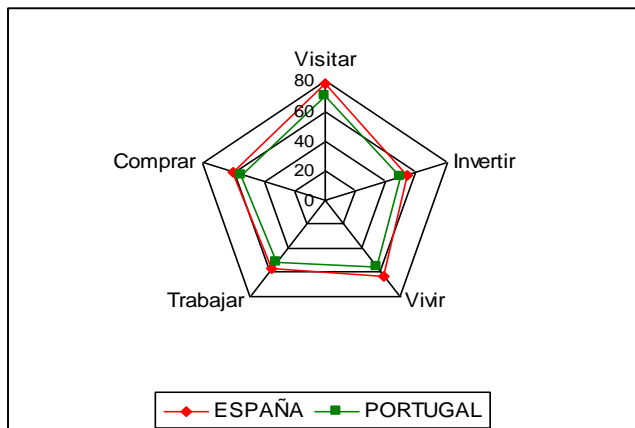 Visitar
80
60
40
20
0
Comprar
Invertir
Trabajar
Vivir
ESPAÑA PORTUGAL